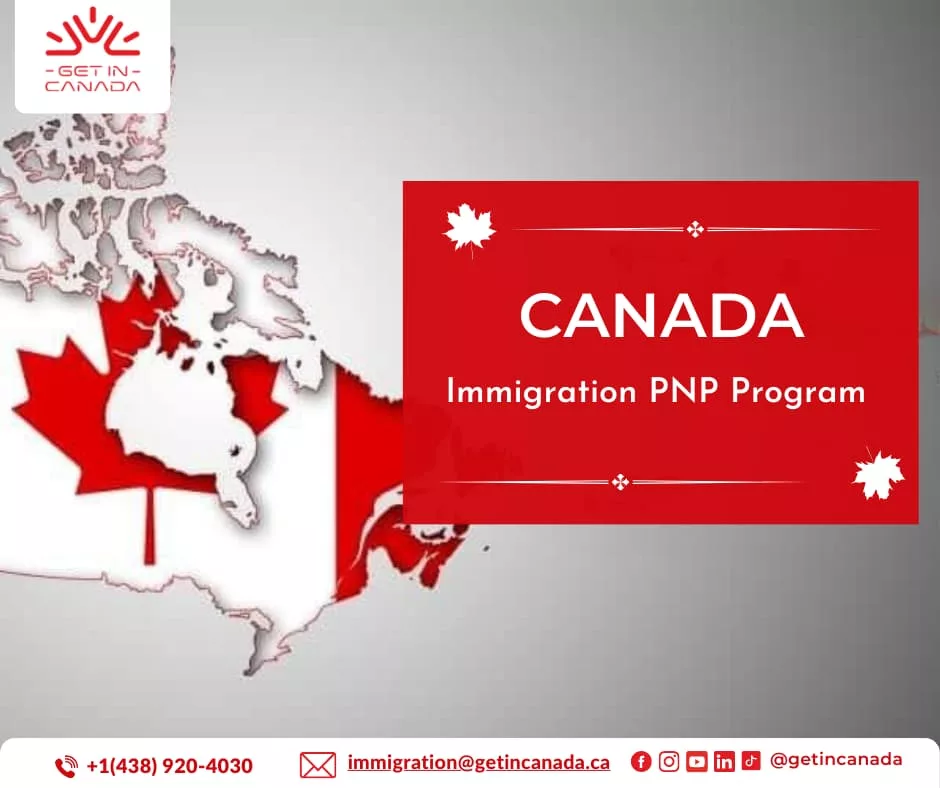 -GET IN-
CANADA
CANADA
Immigration PNP Program
+1(438) 920-4030
immigration@getincanada.ca
@getincanada